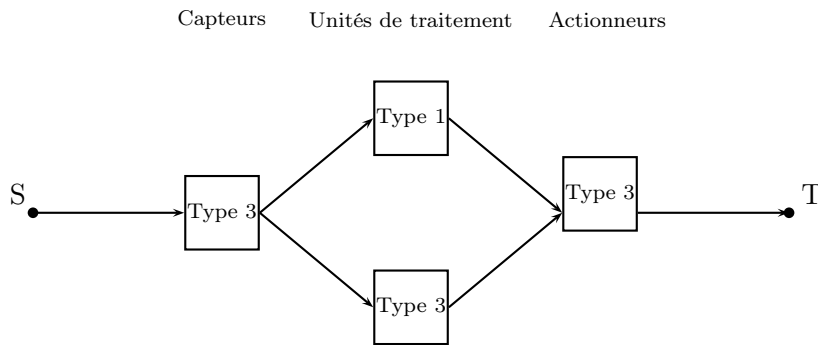 Capteurs
Unités de traitement
Actionneurs
Type 1
S
Type 3
Type 3
T
Type 3